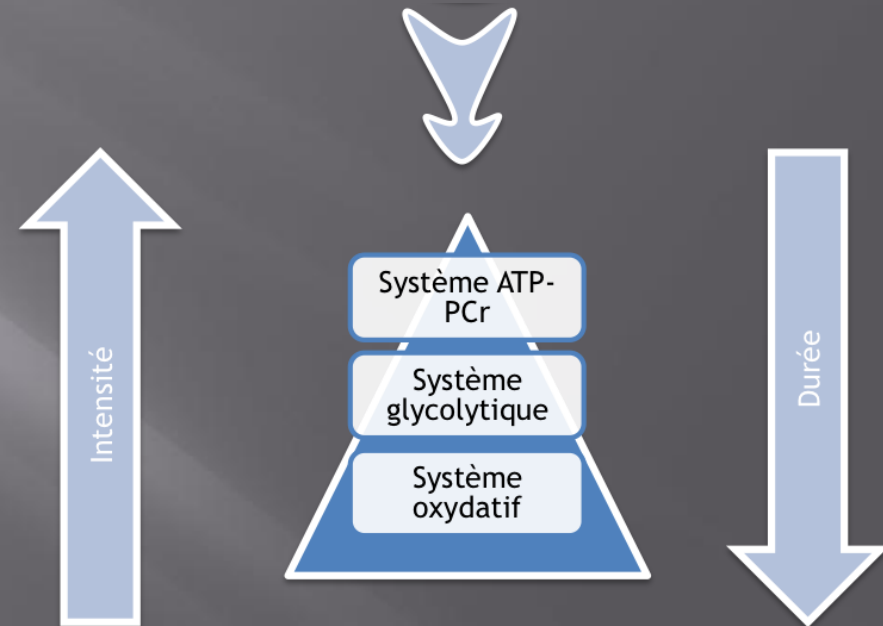 Système ATP-
PCr
Système
glycolytique
Système
oxydatif
Intensité
Durée